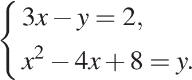 3x − y = 2,
x² − 4x + 8 = y.